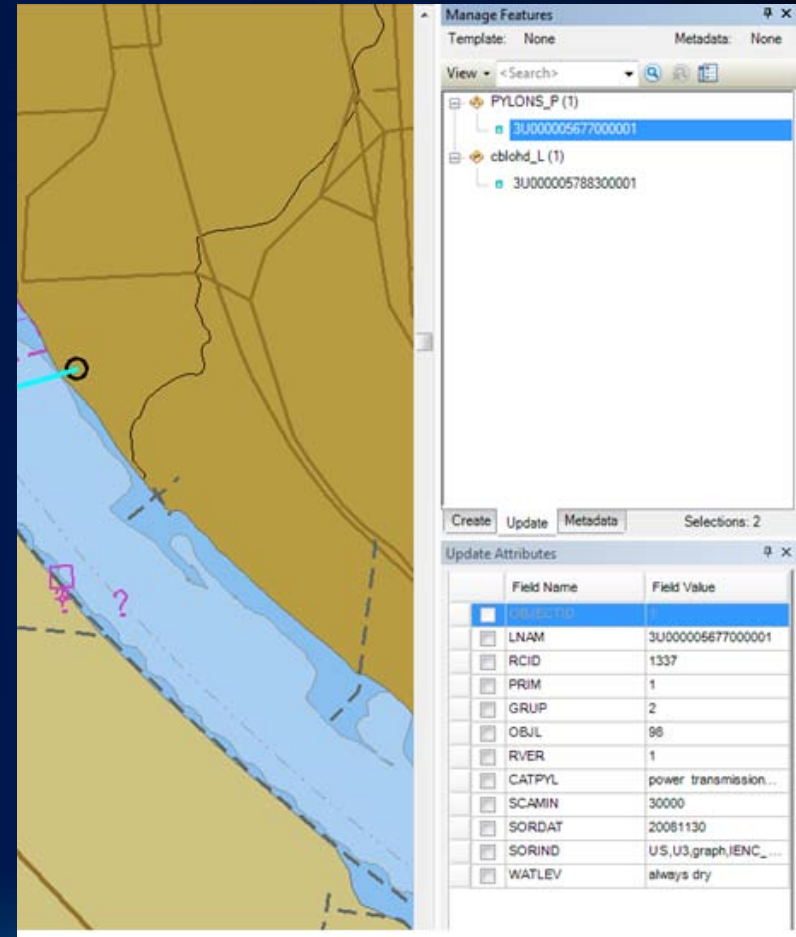 Manage Features
Template: None Metadata: None
View <Search>
PYLONS_P (1)
3U000005677000001
cblohd_L (1)
3U000005788300001
Create Update Metadata Selections: 2
Update Attributes
Field Name Field Value
OBJECTID 1
LNAM 3U000005677000001
RCID 1337
PRIM 1
GRUP 2
OBJL 98
RVER 1
CATPYL power transmission...
SCAMIN 30000
SORDAT 20081130
SORIND US,U3,graph,IENC_...
WATLEV always dry
?
?